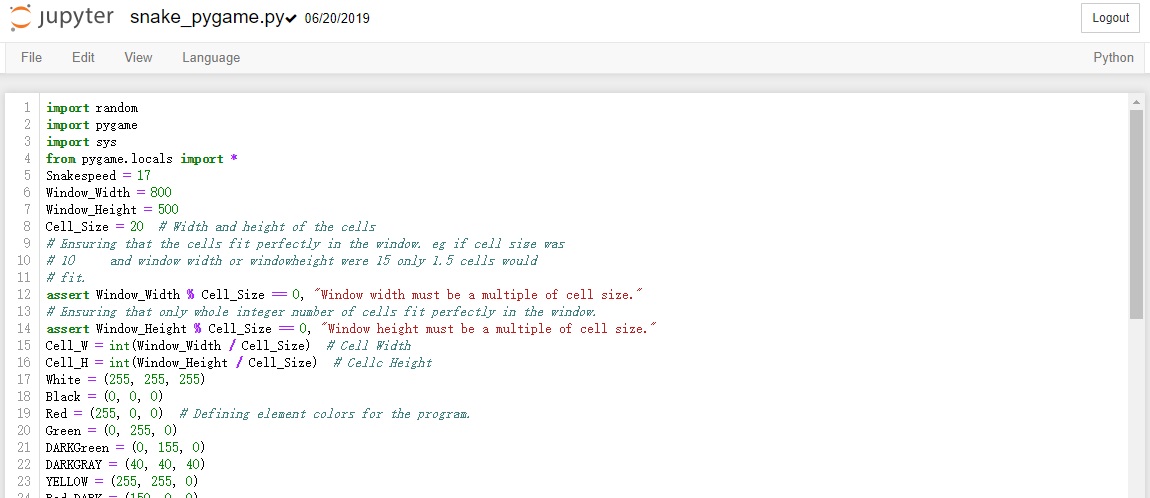 jupyter snake_pygame.py✔ 06/20/2019 Logout
File Edit View Language Python
1 import random
2 import pygame
3 import sys
4 from pygame.locals import *
5 Snakespeed = 17
6 Window_Width = 800
7 Window_Height = 500
8 Cell_Size = 20  # Width and height of the cells
9 # Ensuring that the cells fit perfectly in the window. eg if cell size was
10 # 10     and window width or windowheight were 15 only 1.5 cells would
11 # fit.
12 assert Window_Width % Cell_Size == 0, "Window width must be a multiple of cell size."
13 # Ensuring that only whole integer number of cells fit perfectly in the window.
14 assert Window_Height % Cell_Size == 0, "Window height must be a multiple of cell size."
15 Cell_W = int(Window_Width / Cell_Size)  # Cell Width
16 Cell_H = int(Window_Height / Cell_Size)  # Cellc Height
17 White = (255, 255, 255)
18 Black = (0, 0, 0)
19 Red = (255, 0, 0)  # Defining element colors for the program.
20 Green = (0, 255, 0)
21 DARKGreen = (0, 155, 0)
22 DARKGRAY = (40, 40, 40)
23 YELLOW = (255, 255, 0)
24 Red_DARK = (150, 0, 0)